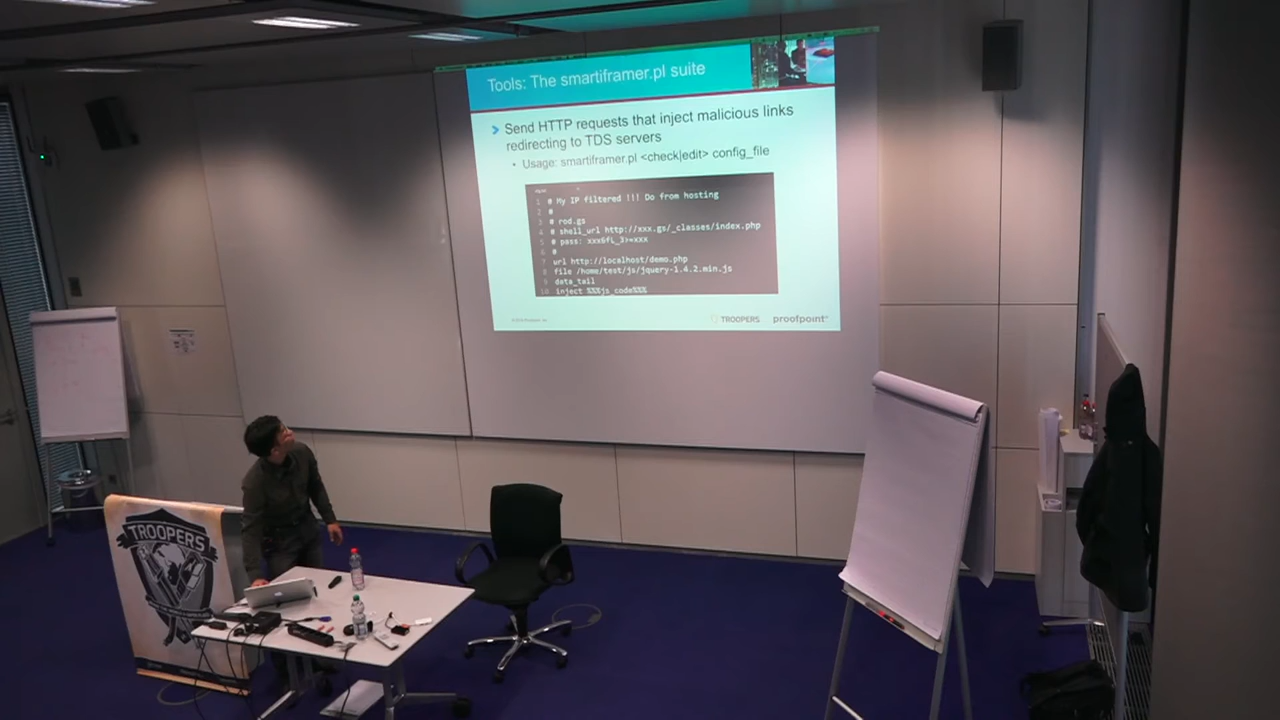 Tools: The smartiframer.pl suite
Send HTTP requests that inject malicious links
redirecting to TDS servers
• Usage: smartiframer.pl <check|edit> config_file
1 # My IP filtered !!! Do from hosting
2 #
3 # rod.gs
4 # shell_url http://xxx.gs/_classes/index.php
5 # pass: xxx6fL_3>=xxx
6 #
7 url http://localhost/demo.php
8 file /home/test/js/jquery-1.4.2.min.js
9 data_tail
10 inject %%%js_code%%%
TROOPERS proofpoint
TROOPERS